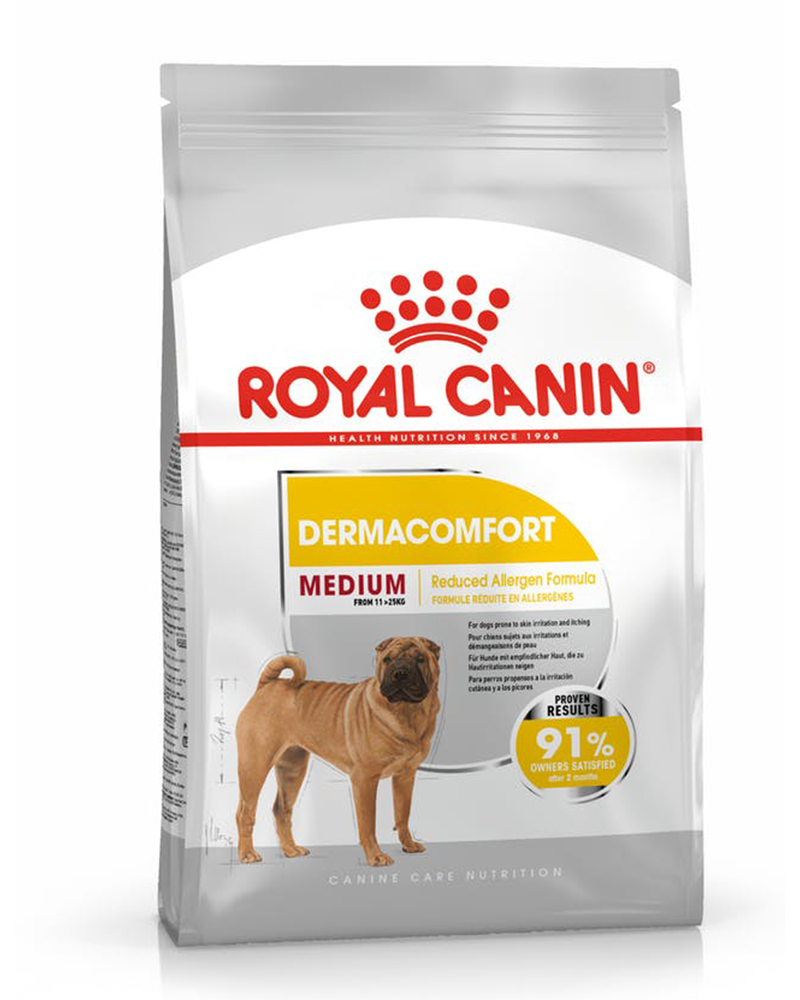 ROYAL CANIN®
HEALTH NUTRITION SINCE 1968
DERMACOMFORT
MEDIUM
FROM 11 > 25KG
Reduced Allergen Formula
FORMULE RÉDUITE EN ALLERGÈNES
For dogs prone to skin irritation and itching
Pour chiens sujets aux irritations et
démangeaisons de peau
Für Hunde mit empfindlicher Haut, die zu
Hautirritationen neigen
Para perros propensos a la irritación
cutánea y a los picores
PROVEN
RESULTS
91%
OWNERS SATISFIED
after 2 months
CANINE CARE NUTRITION